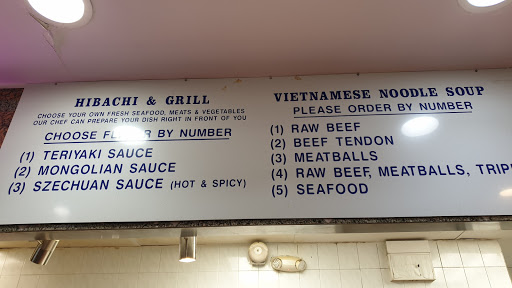 HIBACHI & GRILL
CHOOSE YOUR OWN FRESH SEAFOOD, MEATS & VEGETABLES
OUR CHEF CAN PREPARE YOUR DISH RIGHT IN FRONT OF YOU
CHOOSE BY NUMBER
(1) TERIYAKI SAUCE
(2) MONGOLIAN SAUCE
(3) SZECHUAN SAUCE (HOT & SPICY)
VIETNAMESE NOODLE SOUP
PLEASE ORDER BY NUMBER
(1) RAW BEEF
(2) BEEF TENDON
(3) MEATBALLS
(4) RAW BEEF, MEATBALLS, TRIP
(5) SEAFOOD